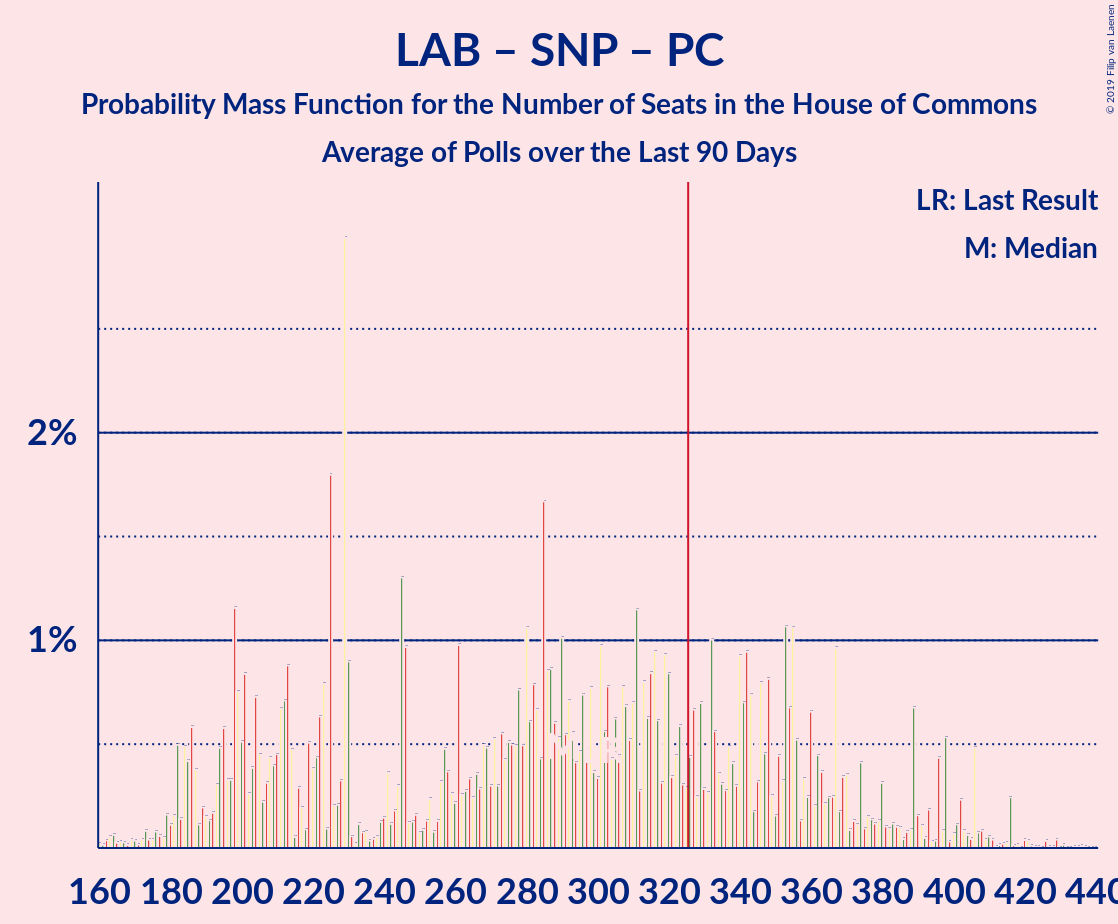 LAB – SNP – PC
Probability Mass Function for the Number of Seats in the House of Commons
Average of Polls over the Last 90 Days
© 2019 Filip van Laenen
LR: Last Result
M: Median
2%
1%
160 180 200 220 240 260 280 300 320 340 360 380 400 420 440